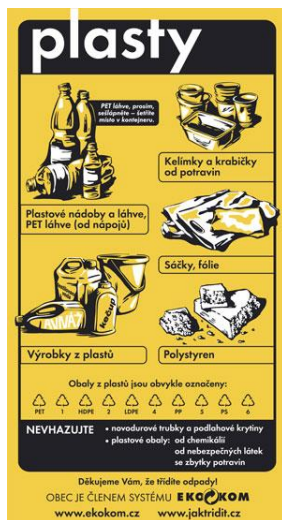 plasty
PET láhve, prosím,
sešlápněte – šetříte
místo v kontejneru.
Plastové nádoby a láhve,
PET láhve (od nápojů)
Kelímky a krabičky
od potravin
Sáčky, fólie
SAVNÁŽ
kečup
Výrobky z plastů
Polystyren
Obaly z plastů jsou obvykle označeny:
PET 1 HDPE 2 LDPE 4 PP 5 PS 6
NEVHAZUJTE
• novodurové trubky a podlahové krytiny
• plastové obaly: od chemikálií
od nebezpečných látek
se zbytky potravin
Děkujeme Vám, že třídíte odpady!
OBEC JE ČLENEM SYSTÉMU EKOKOM
www.ekokom.cz www.jaktridit.cz